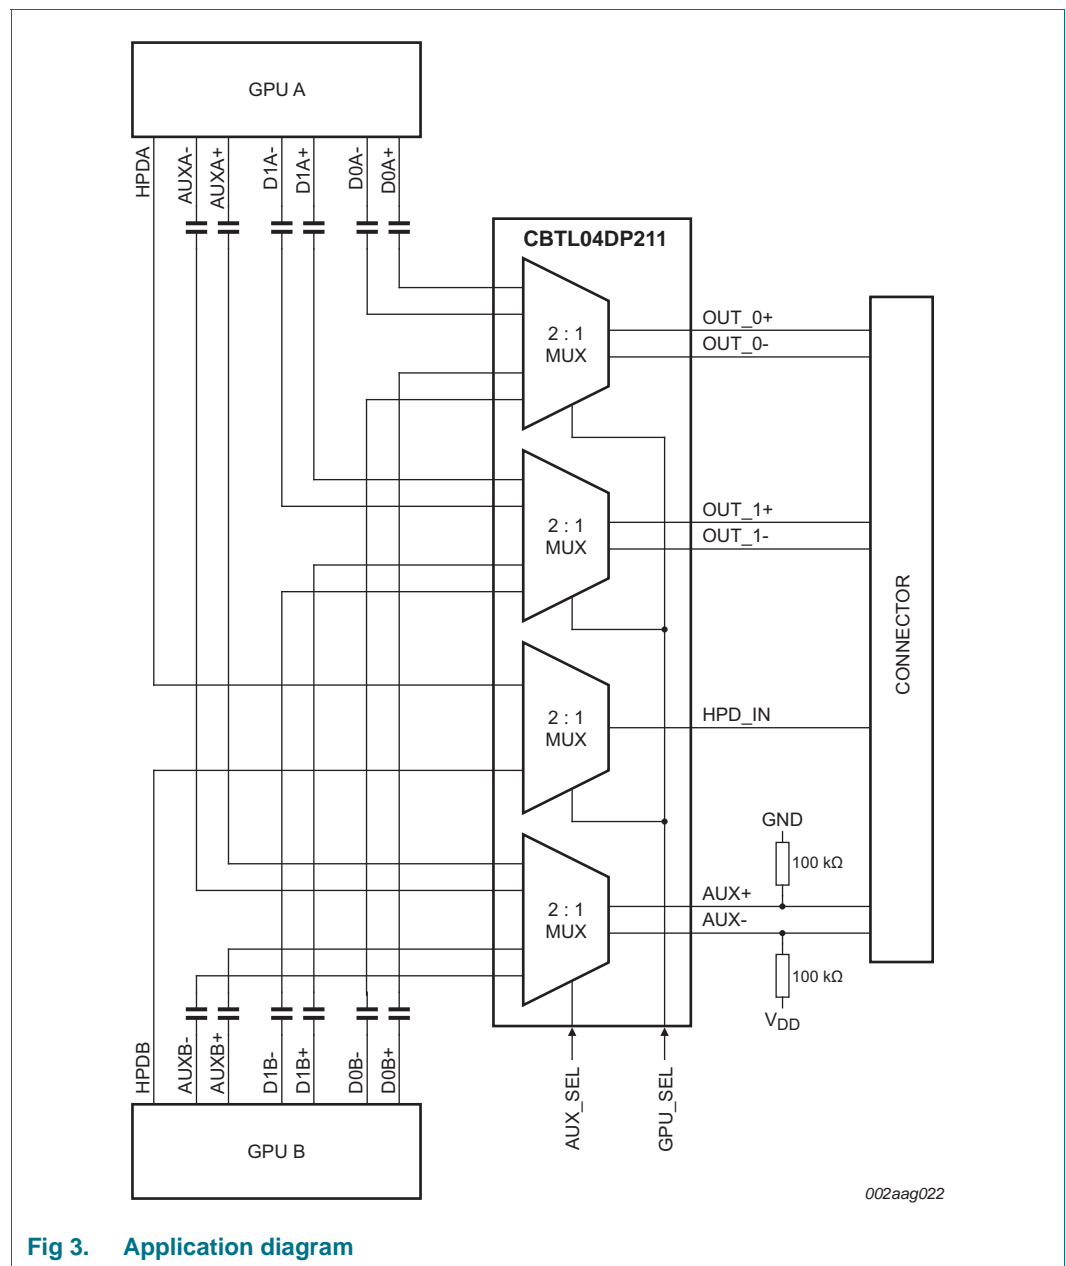 GPU A
HPDA
AUXA-
AUXA+
D1A-
D1A+
D0A-
D0A+
CBTL04DP211
2 : 1
MUX
OUT_0+
OUT_0-
2 : 1
MUX
OUT_1+
OUT_1-
CONNECTOR
2 : 1
MUX
HPD_IN
GND
100 kΩ
2 : 1
MUX
AUX+
AUX-
100 kΩ
VDD
HPDB
AUXB-
AUXB+
D1B-
D1B+
D0B-
D0B+
AUX_SEL
GPU_SEL
GPU B
002aag022
Fig 3. Application diagram